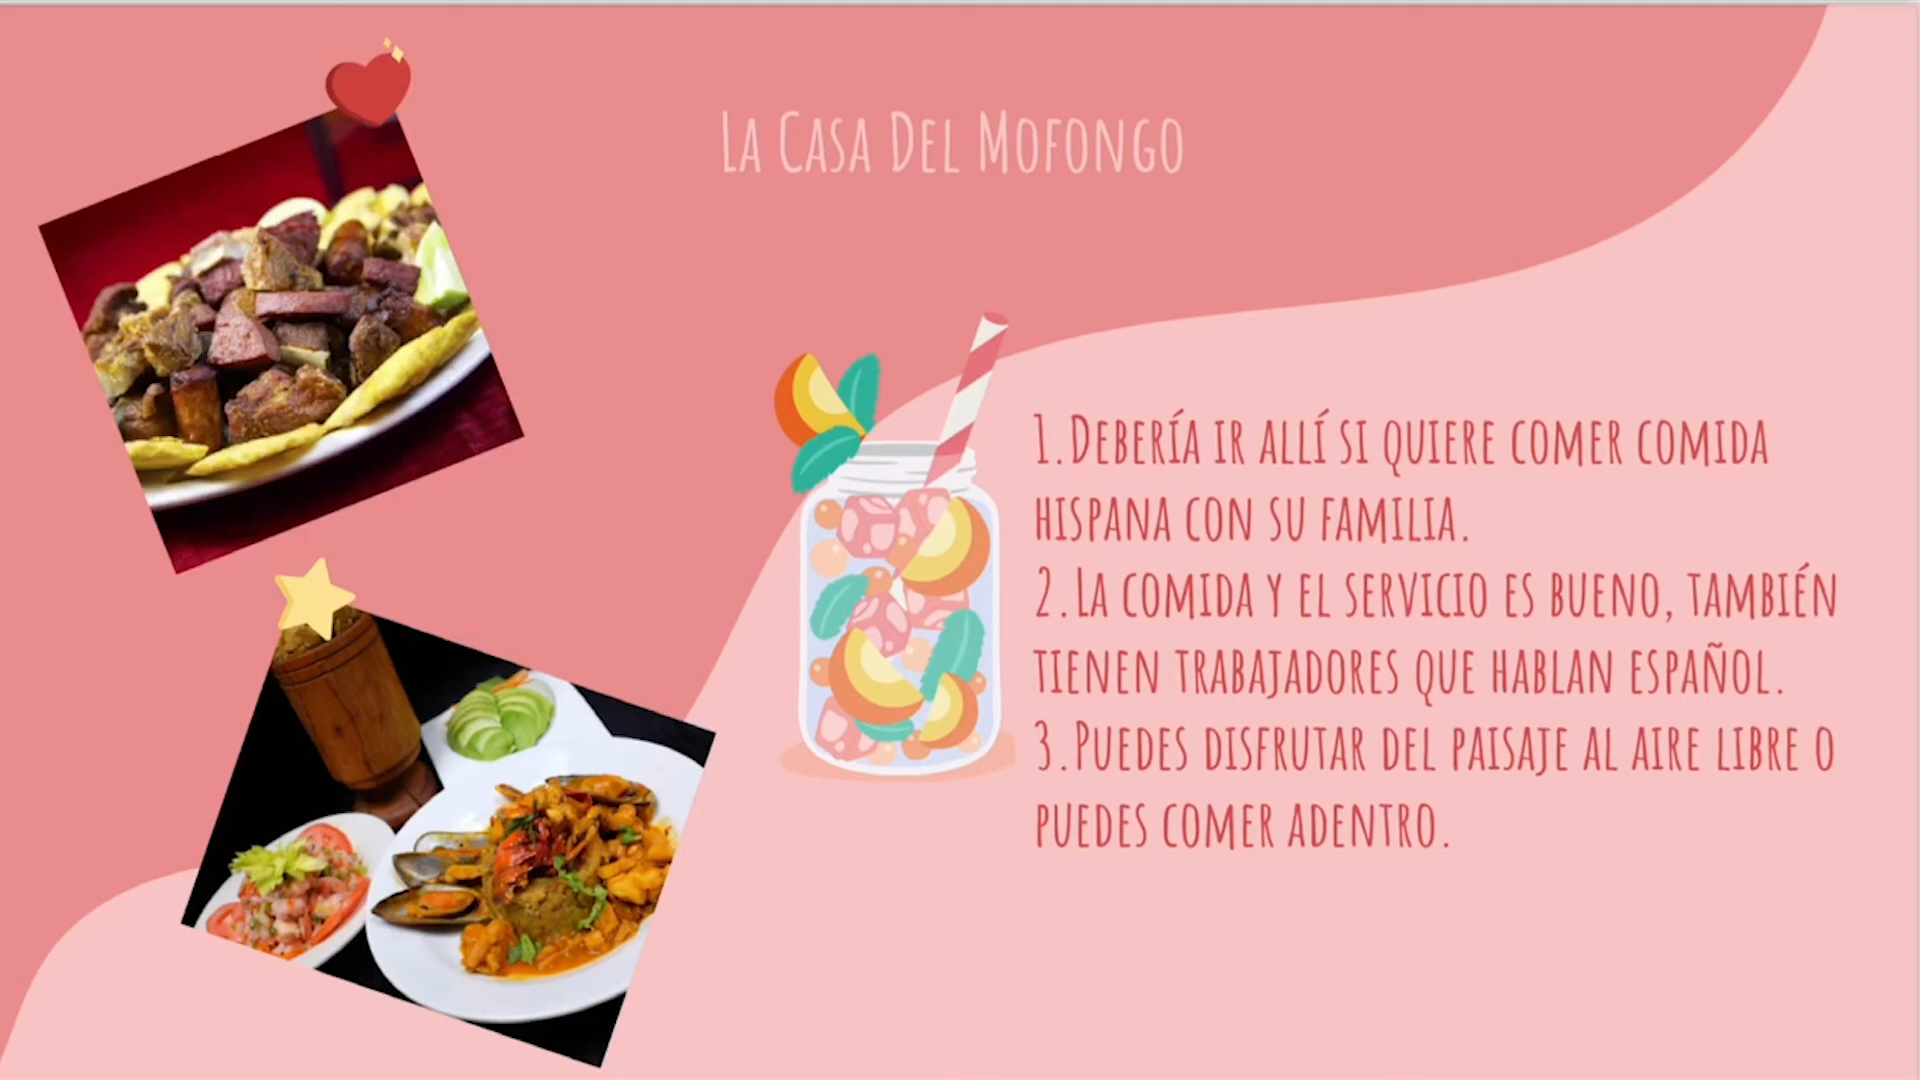 La Casa Del Mofongo
1.Debería ir allí si quiere comer comida
hispana con su familia.
2.La comida y el servicio es bueno, también
tienen trabajadores que hablan español.
3.Puedes disfrutar del paisaje al aire libre o
puedes comer adentro.